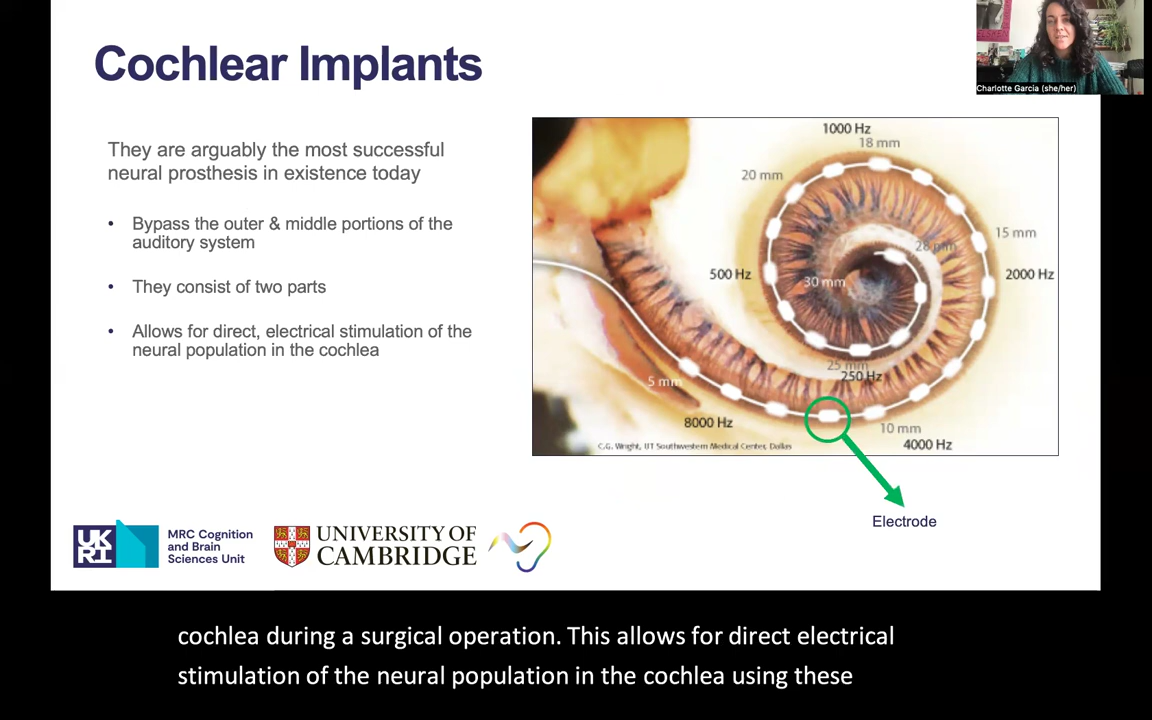 Cochlear Implants
Charlotte Garcia (she/her)
They are arguably the most successful
neural prosthesis in existence today
• Bypass the outer & middle portions of the
auditory system
• They consist of two parts
• Allows for direct, electrical stimulation of the
neural population in the cochlea
1000 Hz
18 mm
20 mm
15 mm
28 mm
500 Hz
2000 Hz
30 mm
25 mm
250 Hz
5 mm
8000 Hz
10 mm
4000 Hz
C.G. Wright, UT Southwestern Medical Center, Dallas
Electrode
UK
RI
MRC Cognition
and Brain
Sciences Unit
UNIVERSITY OF
CAMBRIDGE
cochlea during a surgical operation. This allows for direct electrical
stimulation of the neural population in the cochlea using these